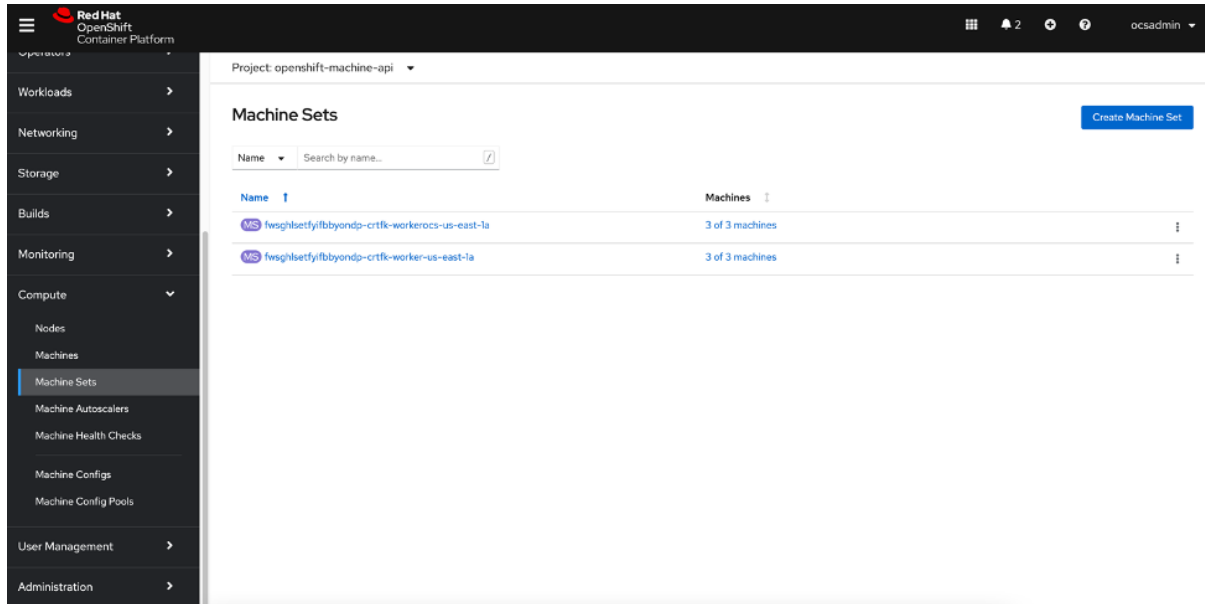 Red Hat
OpenShift
Container Platform
2
ocsadmin
Operators
Workloads
Networking
Storage
Builds
Monitoring
Compute
Nodes
Machines
Machine Sets
Machine Autoscalers
Machine Health Checks
Machine Configs
Machine Config Pools
User Management
Administration
Project: openshift-machine-api
Machine Sets
Create Machine Set
Name Search by name... /
Name Machines
MS fwsghlsetfyifbbyondp-crtfk-workerocs-us-east-1a 3 of 3 machines
MS fwsghlsetfyifbbyondp-crtfk-worker-us-east-1a 3 of 3 machines